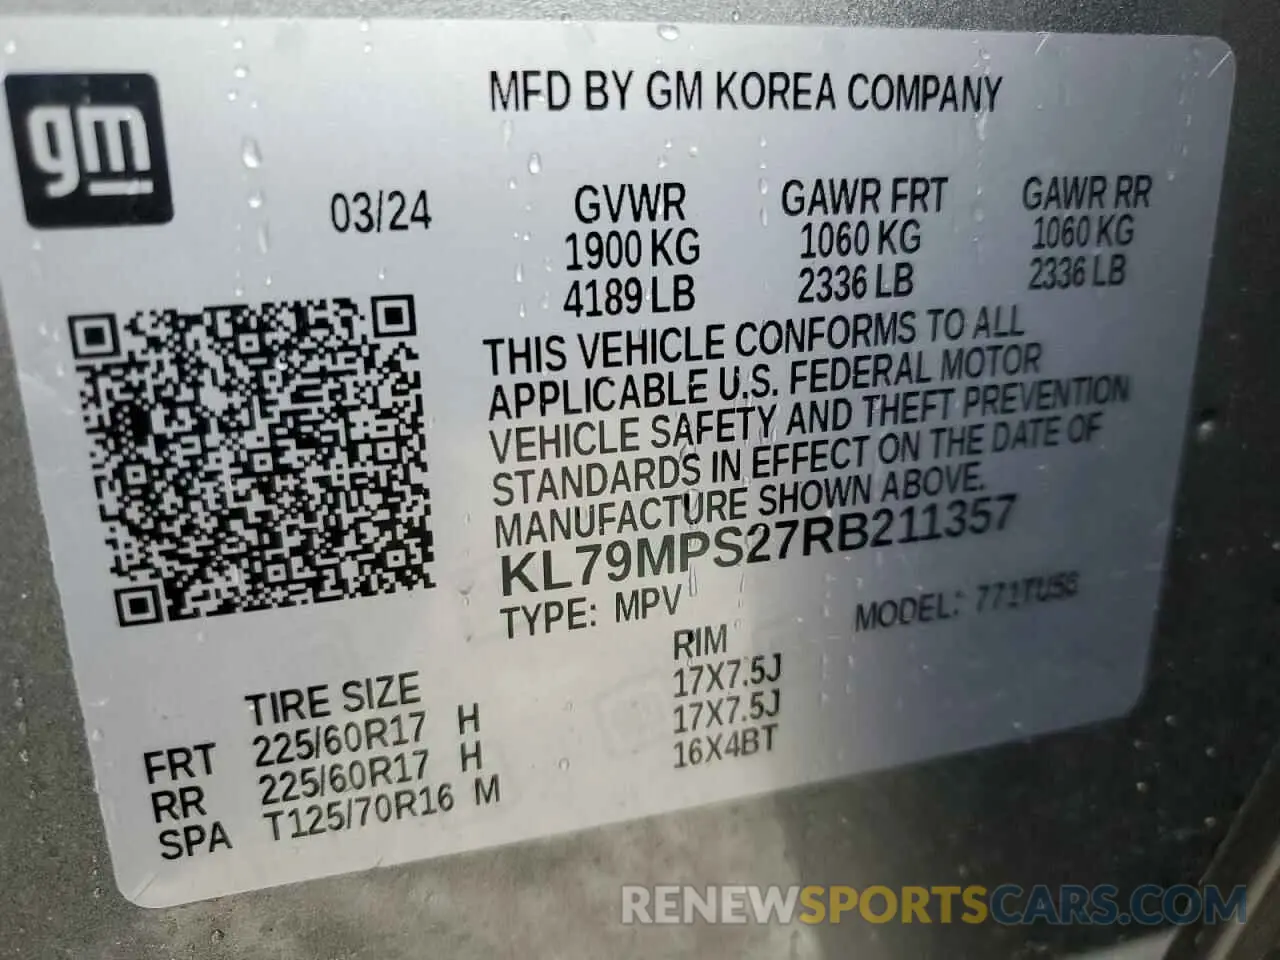 gm
MFD BY GM KOREA COMPANY
03/24
GVWR GAWR FRT GAWR RR
1900 KG 1060 KG 1060 KG
4189 LB 2336 LB 2336 LB
THIS VEHICLE CONFORMS TO ALL
APPLICABLE U.S. FEDERAL MOTOR
VEHICLE SAFETY AND THEFT PREVENTION
STANDARDS IN EFFECT ON THE DATE OF
MANUFACTURE SHOWN ABOVE.
KL79MPS27RB211357
TYPE: MPV MODEL: 771TU56
TIRE SIZE RIM
FRT 225/60R17 H 17X7.5J
RR 225/60R17 H 17X7.5J
SPA T125/70R16 M 16X4BT
RENEWSPORTSCARS.COM